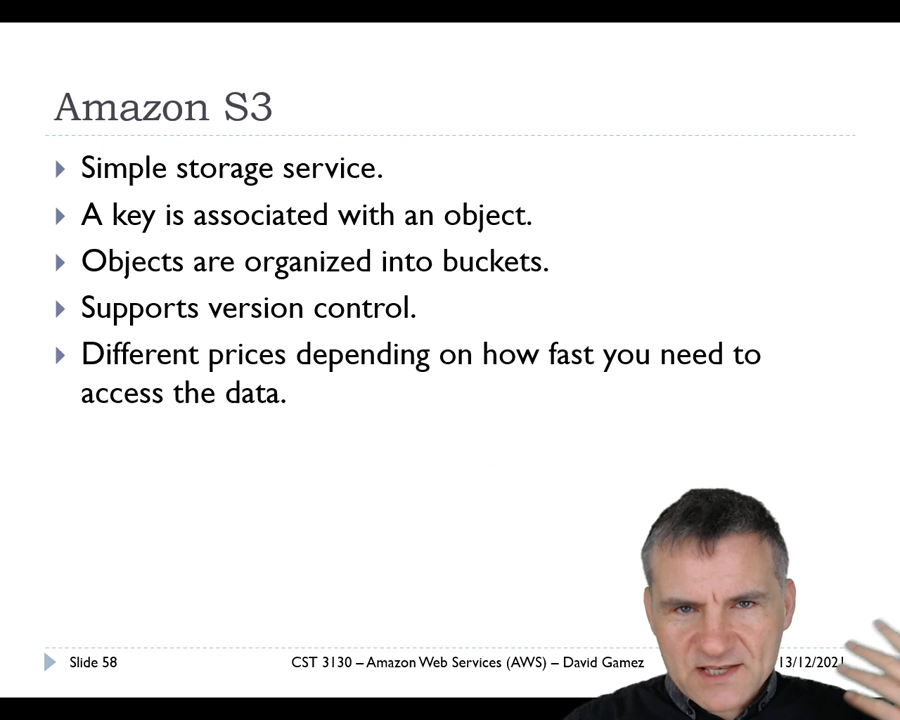 Amazon S3
Simple storage service.
A key is associated with an object.
Objects are organized into buckets.
Supports version control.
Different prices depending on how fast you need to
access the data.
Slide 58
CST 3130 – Amazon Web Services (AWS) – David Gamez
13/12/2021